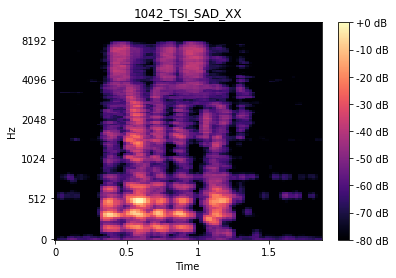 1042_TSI_SAD_XX
+0 dB
8192
-10 dB
4096
-20 dB
-30 dB
2048
Hz
-40 dB
1024
-50 dB
-60 dB
512
-70 dB
0
-80 dB
0
0.5
1
1.5
Time